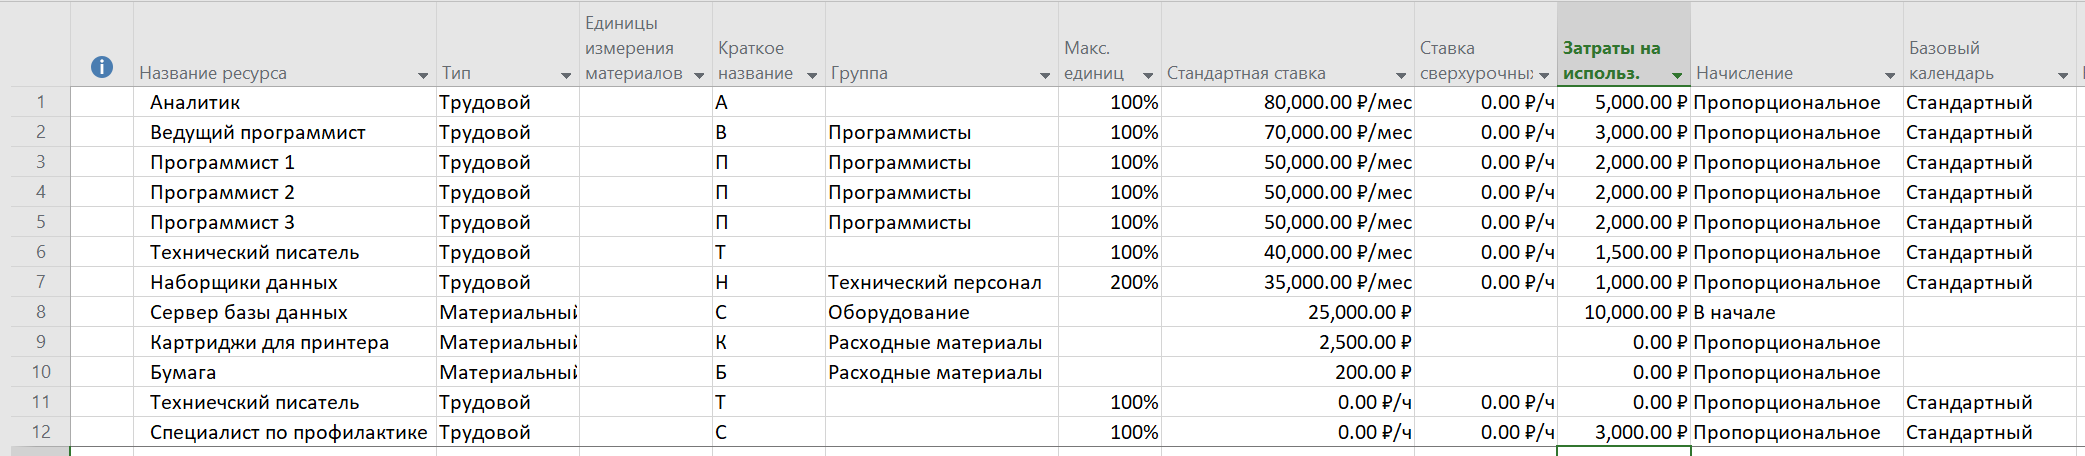 Название ресурса Тип Единицы измерения материалов Краткое название Группа Макс. единиц Стандартная ставка Ставка сверхурочны Затраты на использ. Начисление Базовый календарь
1 Аналитик Трудовой А 100% 80,000.00 ₽/мес 0.00 ₽/ч 5,000.00 ₽ Пропорциональное Стандартный
2 Ведущий программист Трудовой В Программисты 100% 70,000.00 ₽/мес 0.00 ₽/ч 3,000.00 ₽ Пропорциональное Стандартный
3 Программист 1 Трудовой П Программисты 100% 50,000.00 ₽/мес 0.00 ₽/ч 2,000.00 ₽ Пропорциональное Стандартный
4 Программист 2 Трудовой П Программисты 100% 50,000.00 ₽/мес 0.00 ₽/ч 2,000.00 ₽ Пропорциональное Стандартный
5 Программист 3 Трудовой П Программисты 100% 50,000.00 ₽/мес 0.00 ₽/ч 2,000.00 ₽ Пропорциональное Стандартный
6 Технический писатель Трудовой Т 100% 40,000.00 ₽/мес 0.00 ₽/ч 1,500.00 ₽ Пропорциональное Стандартный
7 Наборщики данных Трудовой Н Технический персонал 200% 35,000.00 ₽/мес 0.00 ₽/ч 1,000.00 ₽ Пропорциональное Стандартный
8 Сервер базы данных Материальный С Оборудование 25,000.00 ₽ 10,000.00 ₽ В начале
9 Картриджи для принтера Материальный К Расходные материалы 2,500.00 ₽ 0.00 ₽ Пропорциональное
10 Бумага Материальный Б Расходные материалы 200.00 ₽ 0.00 ₽ Пропорциональное
11 Техниечский писатель Трудовой Т 100% 0.00 ₽/ч 0.00 ₽/ч 0.00 ₽ Пропорциональное Стандартный
12 Специалист по профилактике Трудовой С 100% 0.00 ₽/ч 0.00 ₽/ч 3,000.00 ₽ Пропорциональное Стандартный